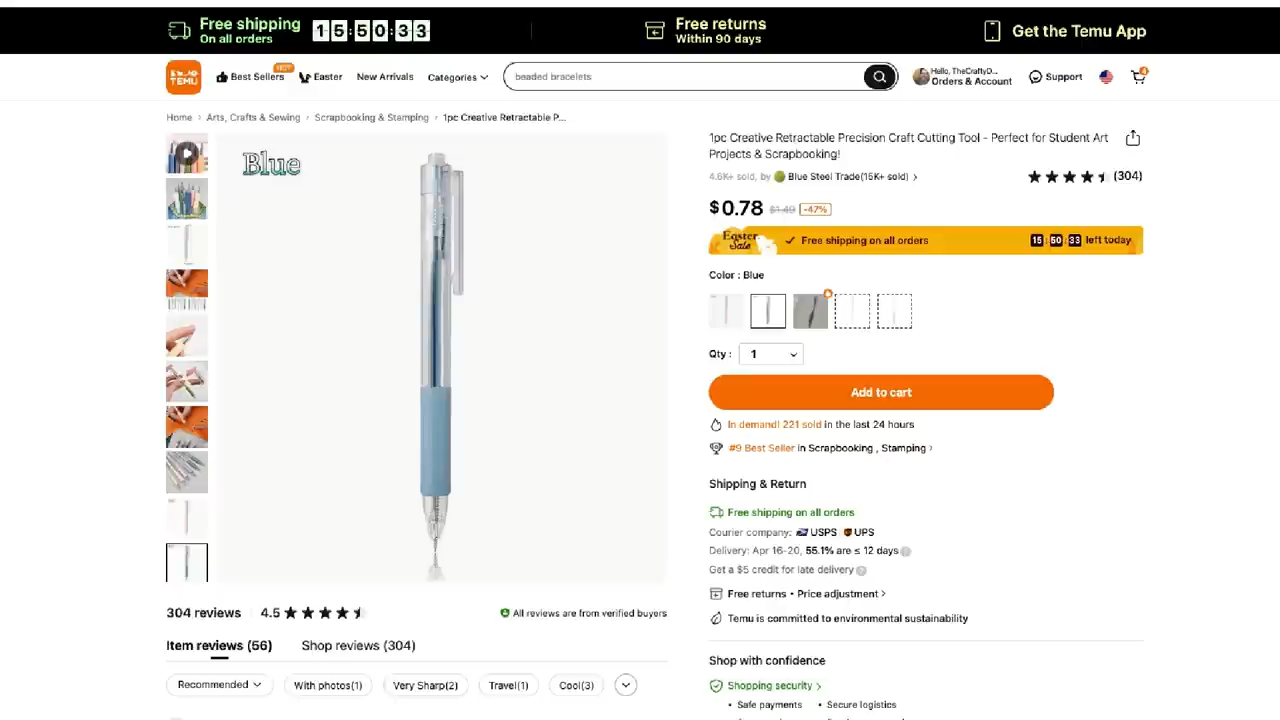 Free shipping
On all orders
15:50:33
Free returns
Within 90 days
Get the Temu App
TEMU
Best Sellers
HOT
Easter
New Arrivals
Categories
beaded bracelets
Hello, TheCraftyD...
Orders & Account
Support
4
Home › Arts, Crafts & Sewing › Scrapbooking & Stamping › 1pc Creative Retractable P...
Blue
1pc Creative Retractable Precision Craft Cutting Tool - Perfect for Student Art
Projects & Scrapbooking!
4.6K+ sold, by Blue Steel Trade(15K+ sold) ›
(304)
$0.78 $1.49 -47%
Easter
Sale
Free shipping on all orders
15:50:33 left today
Color : Blue
Qty : 1
Add to cart
In demand! 221 sold in the last 24 hours
#9 Best Seller in Scrapbooking , Stamping ›
Shipping & Return
Free shipping on all orders
Courier company: USPS UPS
Delivery: Apr 16-20, 55.1% are ≤ 12 days
Get a $5 credit for late delivery
Free returns • Price adjustment ›
Temu is committed to environmental sustainability
Shop with confidence
Shopping security ›
• Safe payments • Secure logistics
304 reviews
4.5
All reviews are from verified buyers
Item reviews (56)
Shop reviews (304)
Recommended
With photos(1)
Very Sharp(2)
Travel(1)
Cool(3)